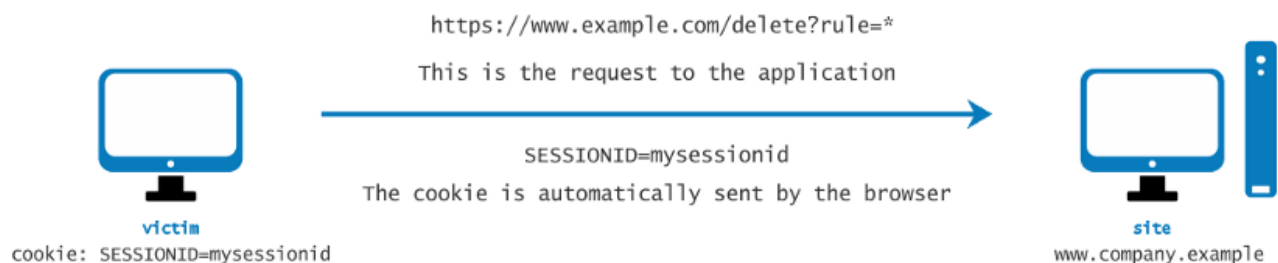 https://www.example.com/delete?rule=*
This is the request to the application
SESSIONID=mysessionid
The cookie is automatically sent by the browser
victim
cookie: SESSIONID=mysessionid
site
www.company.example